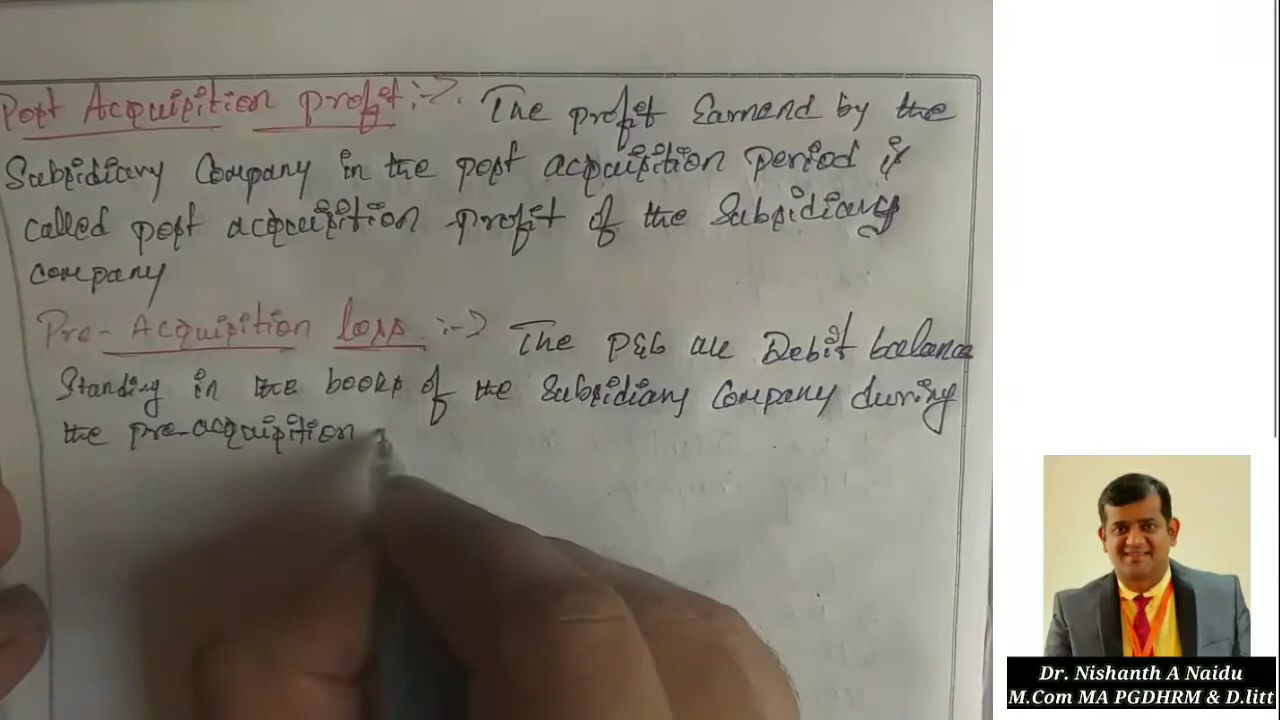 Post Acquisition profit :-> The profit Earnend by the
Subsidiary Company in the post acquisition period is
called post acquisition profit of the Subsidiary
company
Pre-Acquisition loss :-> The P&L all Debit balance
Standing in the books of the Subsidiary Company during
the pre-acquisition
Dr. Nishanth A Naidu
M.Com MA PGDHRM & D.litt